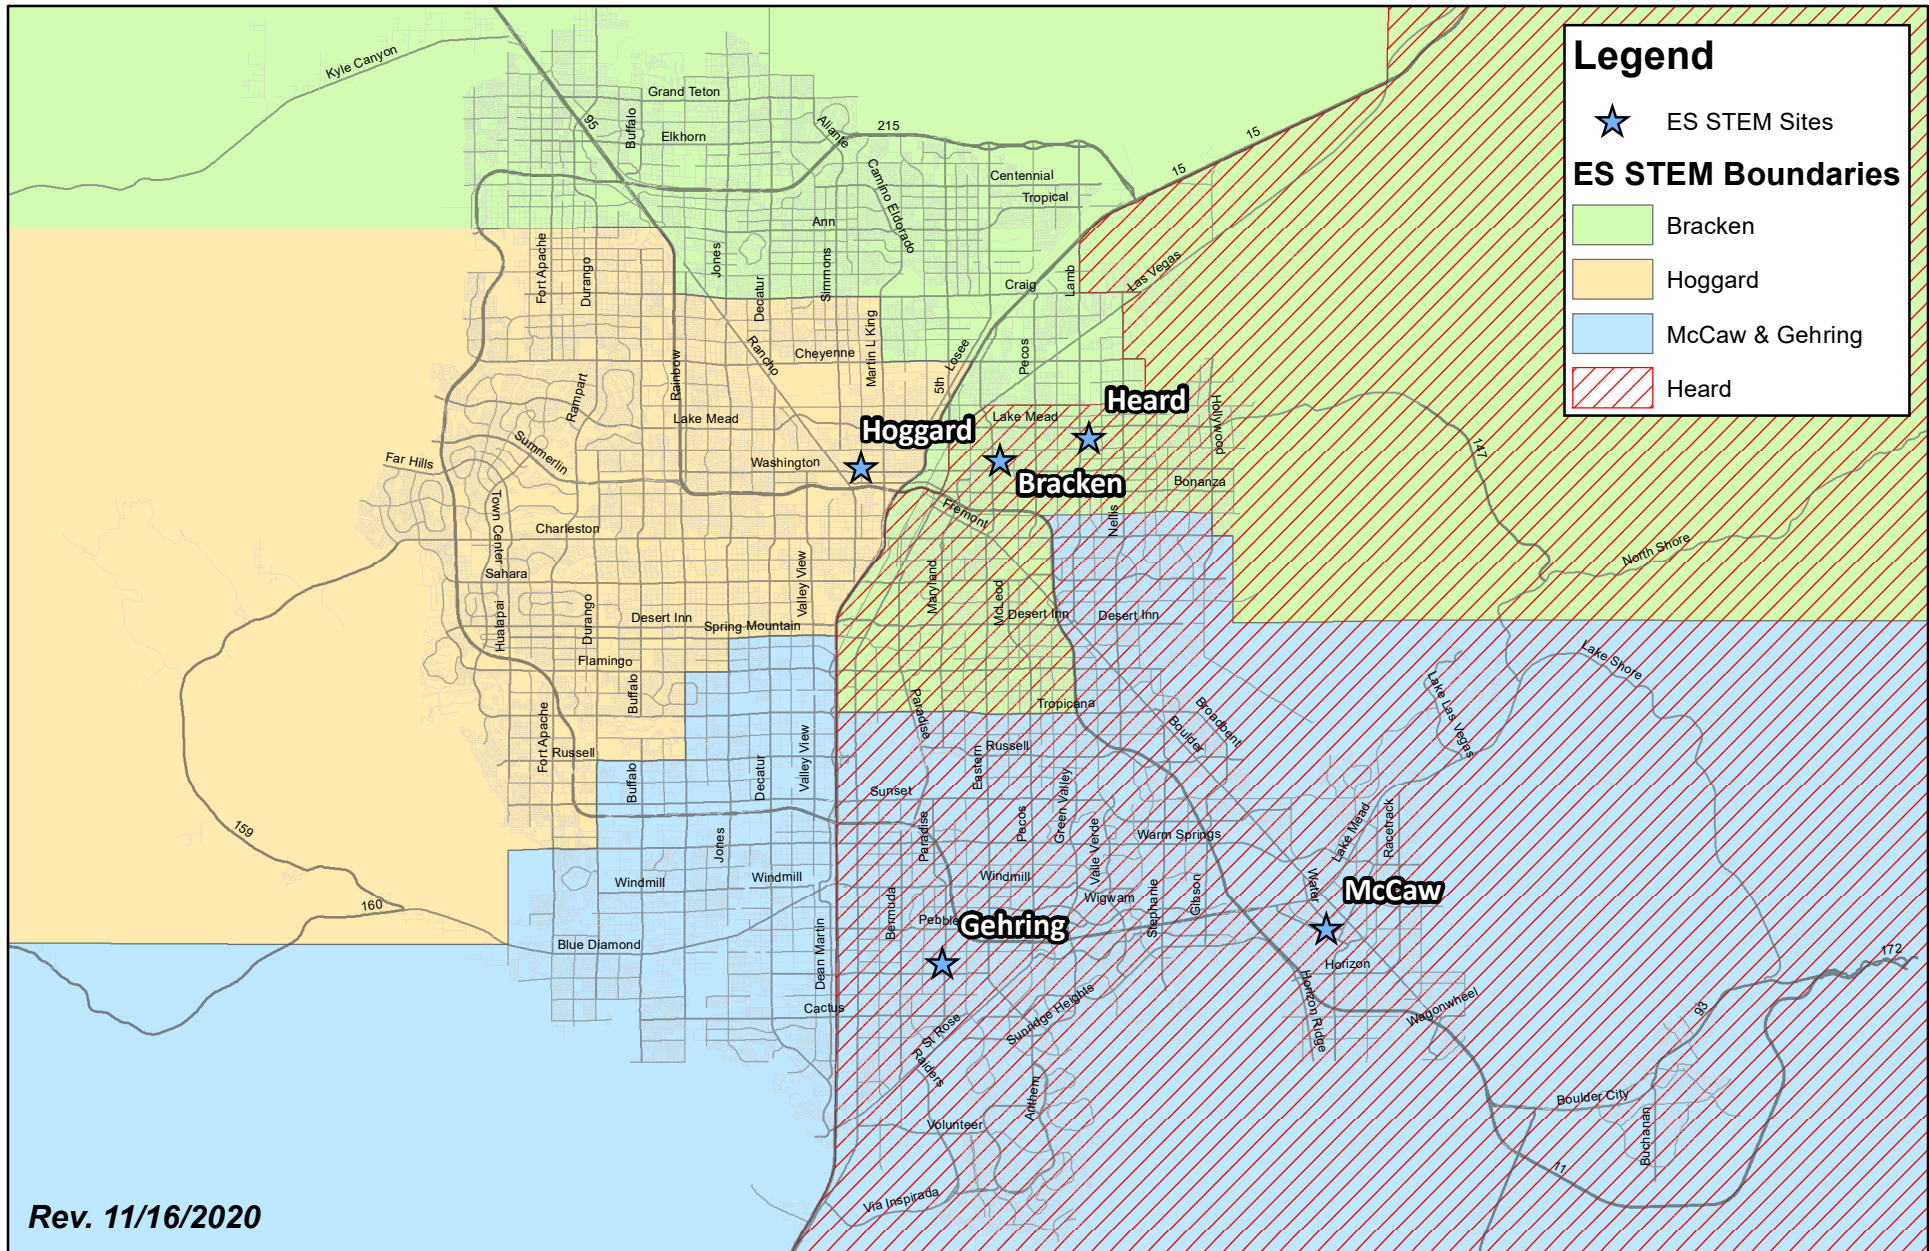 Legend
ES STEM Sites
ES STEM Boundaries
Bracken
Hoggard
McCaw & Gehring
Heard
Kyle Canyon
95
Grand Teton
Buffalo
Elkhorn
Aliante
215
15
15
Camino Eldorado
Centennial
Tropical
Ann
Fort Apache
Durango
Jones
Decatur
Simmons
Craig
Lamb
Las Vegas
Martin L King
Rancho
Cheyenne
Losee
Pecos
Rainbow
5th
Rampart
Lake Mead
Lake Mead
Heard
Hollywood
Hoggard
Summerlin
Far Hills
Washington
Bracken
Bonanza
147
Town Center
Charleston
Fremont
Nellis
North Shore
Sahara
Valley View
Maryland
McLeod
Hualapai
Durango
Desert Inn
Spring Mountain
Desert Inn
Desert Inn
Flamingo
Lake Shore
Buffalo
Paradise
Tropicana
Lake Las Vegas
Broadbent
Boulder
Fort Apache
Russell
Valley View
Russell
Eastern
Buffalo
Decatur
Sunset
Green Valley
159
Jones
Paradise
Pecos
Valle Verde
Warm Springs
Lake Mead
Racetrack
Windmill
Windmill
Windmill
Stephanie
Gibson
Water
McCaw
Wigwam
160
Bermuda
Pebble
Gehring
Blue Diamond
Dean Martin
Horizon
172
Cactus
St Rose
Sunridge Heights
Horizon Ridge
Wagonwheel
93
Raiders
Anthem
Boulder City
Volunteer
Buchanan
11
Via Inspirada
Rev. 11/16/2020